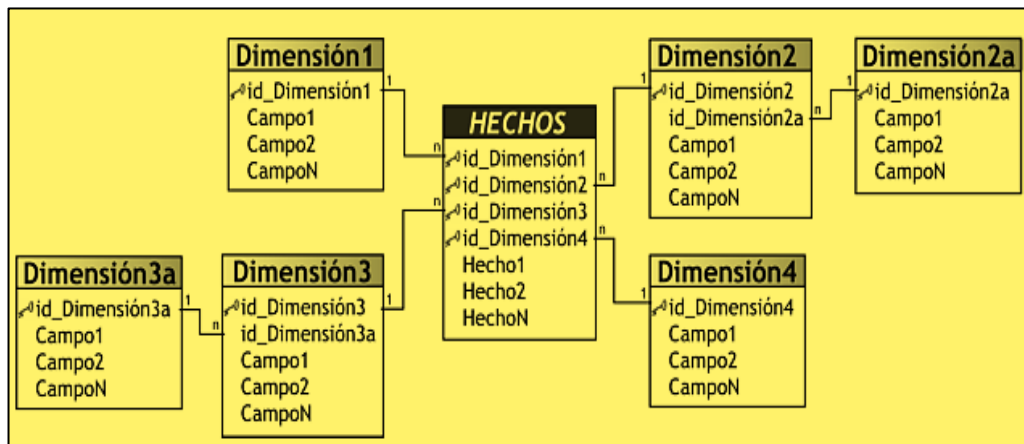 Dimensión1
id_Dimensión1
Campo1
Campo2
CampoN
1
n
HECHOS
id_Dimensión1
id_Dimensión2
id_Dimensión3
id_Dimensión4
Hecho1
Hecho2
HechoN
n
n
n
Dimensión2
1
id_Dimensión2
id_Dimensión2a
Campo1
Campo2
CampoN
n
1
Dimensión2a
id_Dimensión2a
Campo1
Campo2
CampoN
Dimensión3a
id_Dimensión3a
Campo1
Campo2
CampoN
1
n
Dimensión3
id_Dimensión3
id_Dimensión3a
Campo1
Campo2
CampoN
1
Dimensión4
1
id_Dimensión4
Campo1
Campo2
CampoN